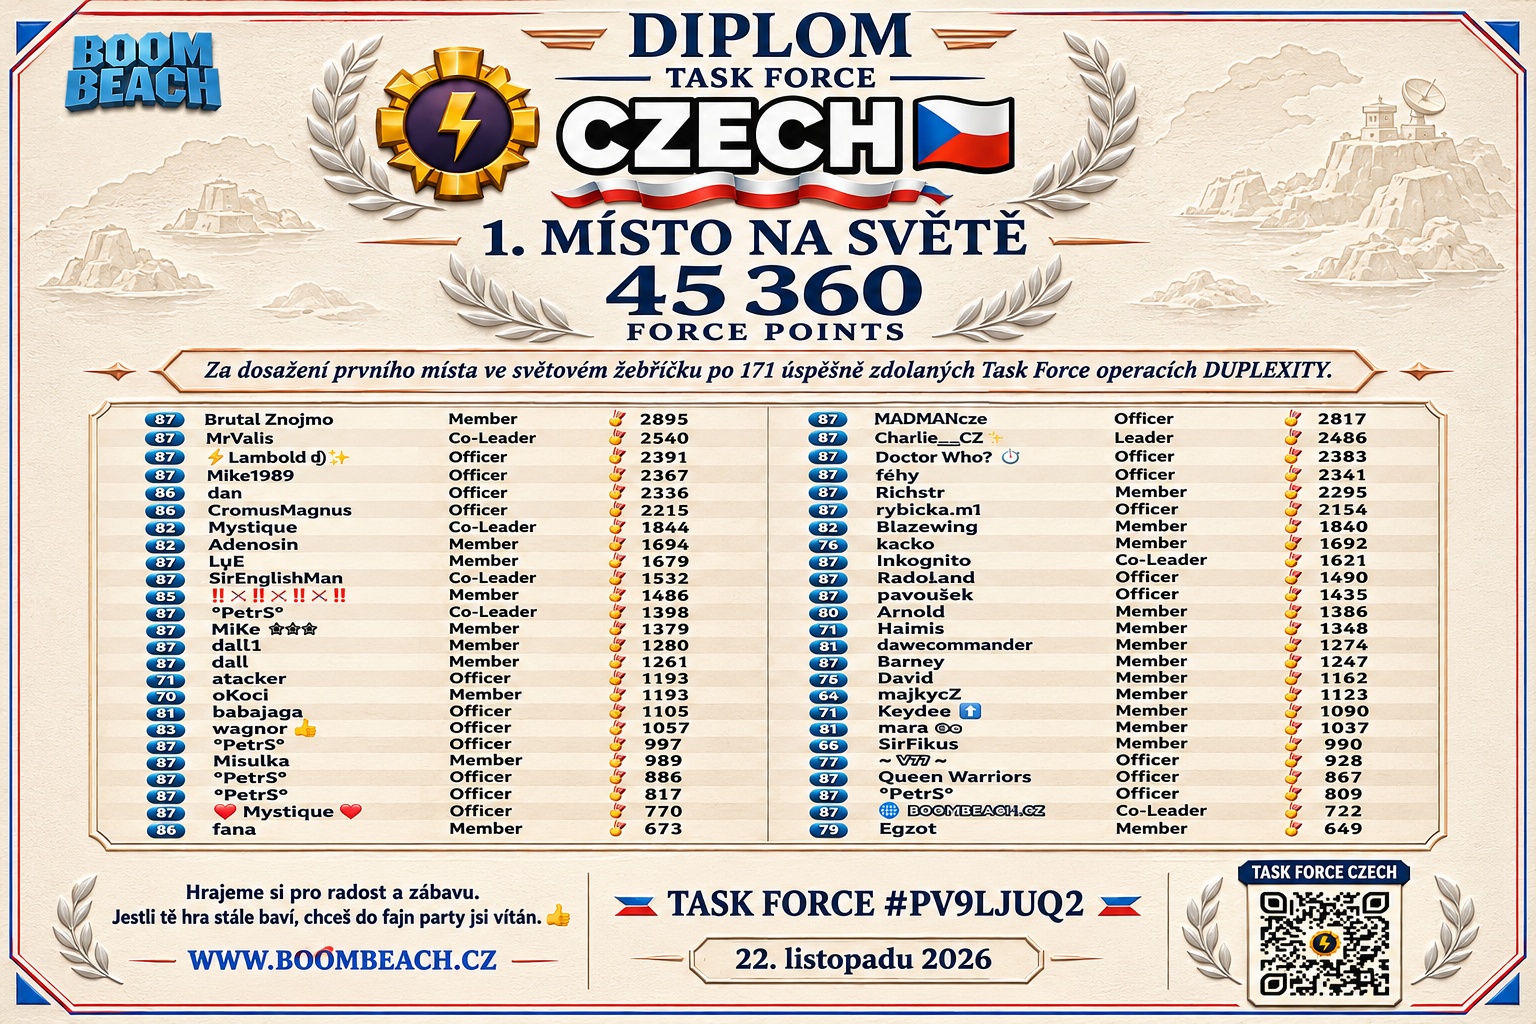 BOOM
BEACH
DIPLOM
TASK FORCE
CZECH
1. MÍSTO NA SVĚTĚ
45 360
FORCE POINTS
Za dosažení prvního místa ve světovém žebříčku po 171 úspěšně zdolaných Task Force operacích DUPLEXITY.
87 Brutal Znojmo Member 🏅 2895
87 MrValis Co-Leader 🏅 2540
87 ⚡Lambold ₫)✨ Officer 🏅 2391
87 Mike1989 Officer 🏅 2367
86 dan Officer 🏅 2336
86 CromusMagnus Officer 🏅 2215
82 Mystique Co-Leader 🏅 1844
82 Adenosin Member 🏅 1694
87 LụE Member 🏅 1679
87 SirEnglishMan Co-Leader 🏅 1532
85 ‼️⚔‼️⚔‼️⚔‼️ Member 🏅 1486
87 °PetrS° Co-Leader 🏅 1398
87 MiKe Member 🏅 1379
87 dall1 Member 🏅 1280
87 dall Member 🏅 1261
71 atacker Officer 🏅 1193
70 oKoci Member 🏅 1193
81 babajaga Officer 🏅 1105
83 wagnor 👍 Officer 🏅 1057
87 °PetrS° Officer 🏅 997
87 Misulka Member 🏅 989
87 °PetrS° Officer 🏅 886
87 °PetrS° Officer 🏅 817
87 ❤️ Mystique ❤️ Officer 🏅 770
86 fana Member 🏅 673
87 MADMANcze Officer 🏅 2817
87 Charlie__CZ ✨ Leader 🏅 2486
87 Doctor Who? ⏱ Officer 🏅 2383
87 féhy Officer 🏅 2341
87 Richstr Member 🏅 2295
87 rybicka.m1 Officer 🏅 2154
82 Blazewing Member 🏅 1840
76 kacko Member 🏅 1692
87 Inkognito Co-Leader 🏅 1621
87 RadoŁand Officer 🏅 1490
87 pavoušek Officer 🏅 1435
80 Arnold Member 🏅 1386
71 Haimis Member 🏅 1348
81 dawecommander Member 🏅 1274
87 Barney Member 🏅 1247
75 David Member 🏅 1162
64 majkycZ Member 🏅 1123
71 Keydee ⬆️ Member 🏅 1090
81 mara Member 🏅 1037
66 SirFikus Member 🏅 990
77 ~ V77 ~ Officer 🏅 928
87 Queen Warriors Officer 🏅 867
87 °PetrS° Officer 🏅 809
87 🌐 BOOMBEACH.CZ Co-Leader 🏅 722
79 Egzot Member 🏅 649
Hrajeme si pro radost a zábavu.
Jestli tě hra stále baví, chceš do fajn party jsi vítán.👍
WWW.BOOMBEACH.CZ
TASK FORCE #PV9LJUQ2
22. listopadu 2026
TASK FORCE CZECH